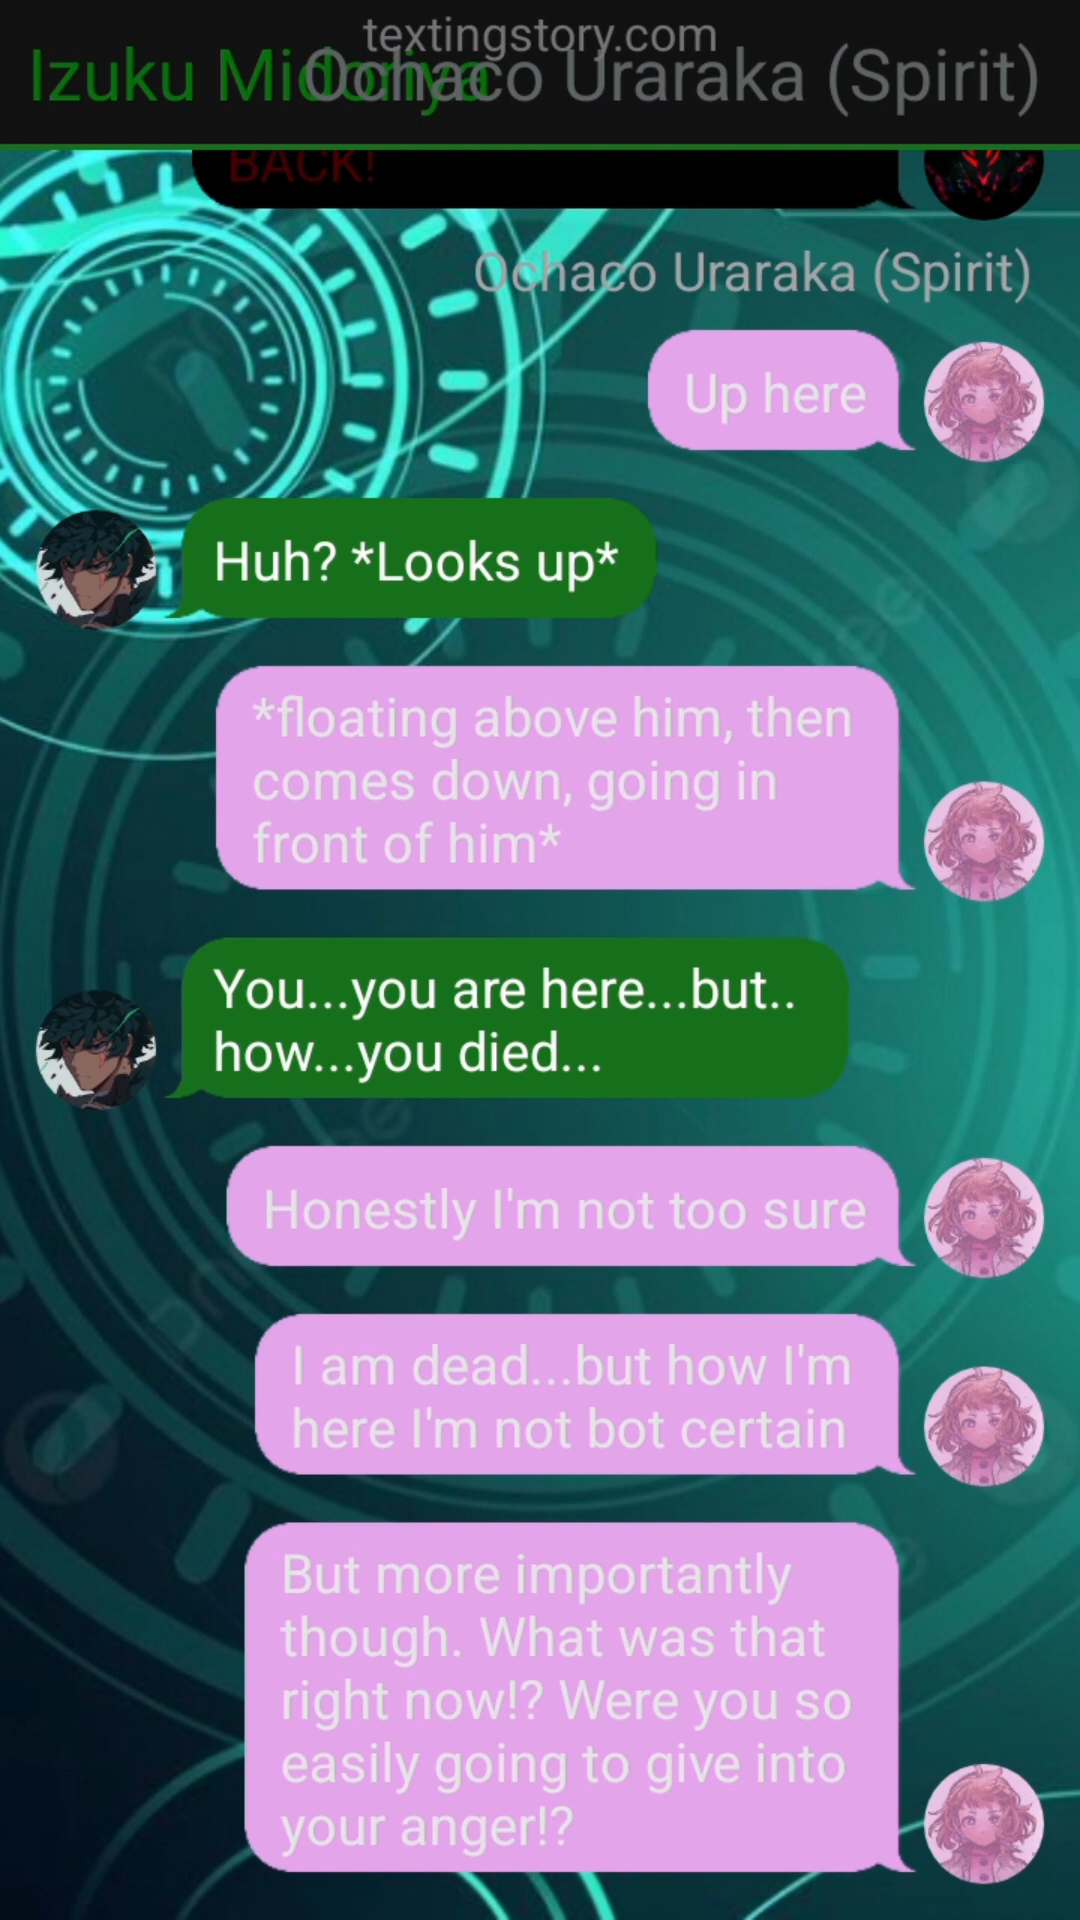 textingstory.com
Izuku Midoriya
Ochaco Uraraka (Spirit)
BACK!
Ochaco Uraraka (Spirit)
Up here
Huh? *Looks up*
*floating above him, then
comes down, going in
front of him*
You...you are here...but..
how...you died...
Honestly I'm not too sure
I am dead...but how I'm
here I'm not bot certain
But more importantly
though. What was that
right now!? Were you so
easily going to give into
your anger!?